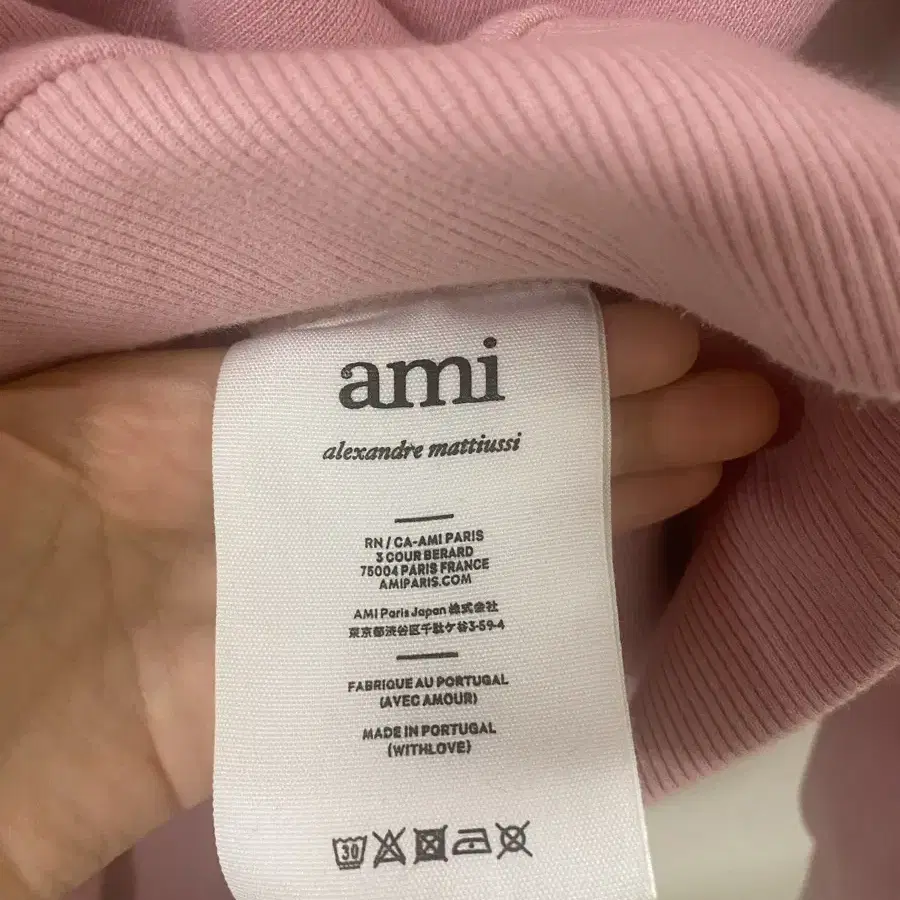 ami
alexandre mattiussi
RN / CA-AMI PARIS
3 COUR BERARD
75004 PARIS FRANCE
AMIPARIS.COM
AMI Paris Japan 株式会社
東京都渋谷区千駄ケ谷3-59-4
FABRIQUE AU PORTUGAL
(AVEC AMOUR)
MADE IN PORTUGAL
(WITHLOVE)
30